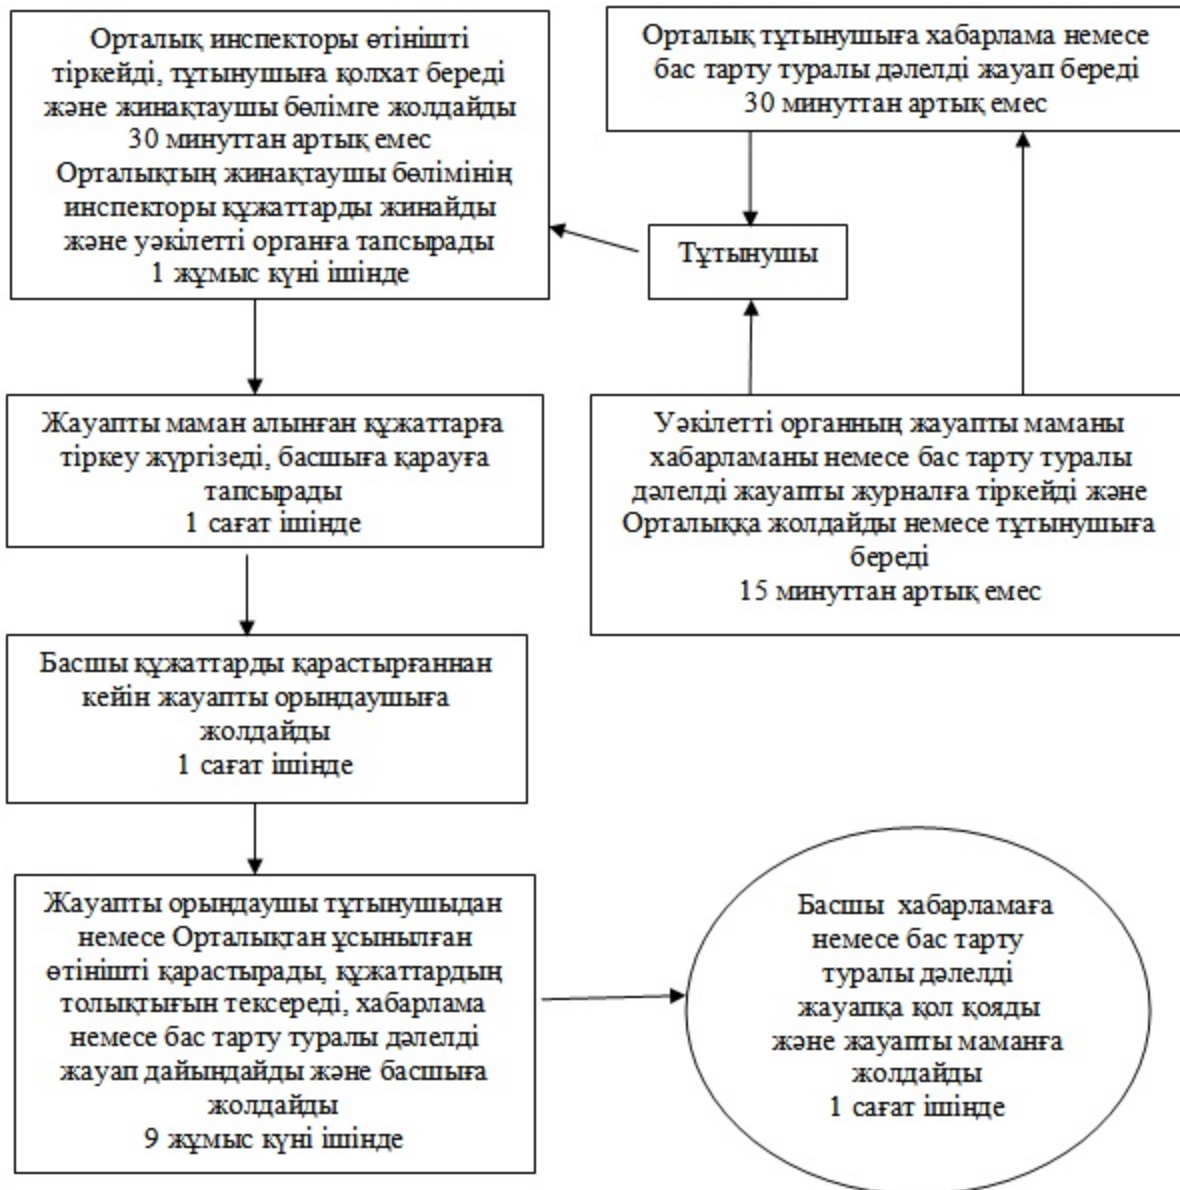 Орталық инспекторы өтінішті
тіркейді, тұтынушыға қолхат береді
және жинақтаушы бөлімге жолдайды
30 минуттан артық емес
Орталықтың жинақтаушы бөлімінің
инспекторы құжаттарды жинайды
және уәкілетті органға тапсырады
1 жұмыс күні ішінде
Орталық тұтынушыға хабарлама немесе
бас тарту туралы дәлелді жауап береді
30 минуттан артық емес
Тұтынушы
Жауапты маман алынған құжаттарға
тіркеу жүргізеді, басшыға қарауға
тапсырады
1 сағат ішінде
Уәкілетті органның жауапты маманы
хабарламаны немесе бас тарту туралы
дәлелді жауапты журналға тіркейді және
Орталыққа жолдайды немесе тұтынушыға
береді
15 минуттан артық емес
Басшы құжаттарды қарастырғаннан
кейін жауапты орындаушыға
жолдайды
1 сағат ішінде
Жауапты орындаушы тұтынушыдан
немесе Орталықтан ұсынылған
өтінішті қарастырады, құжаттардың
толықтығын тексереді, хабарлама
немесе бас тарту туралы дәлелді
жауап дайындайды және басшыға
жолдайды
9 жұмыс күні ішінде
Басшы хабарламаға
немесе бас тарту
туралы дәлелді
жауапқа қол қояды
және жауапты маманға
жолдайды
1 сағат ішінде